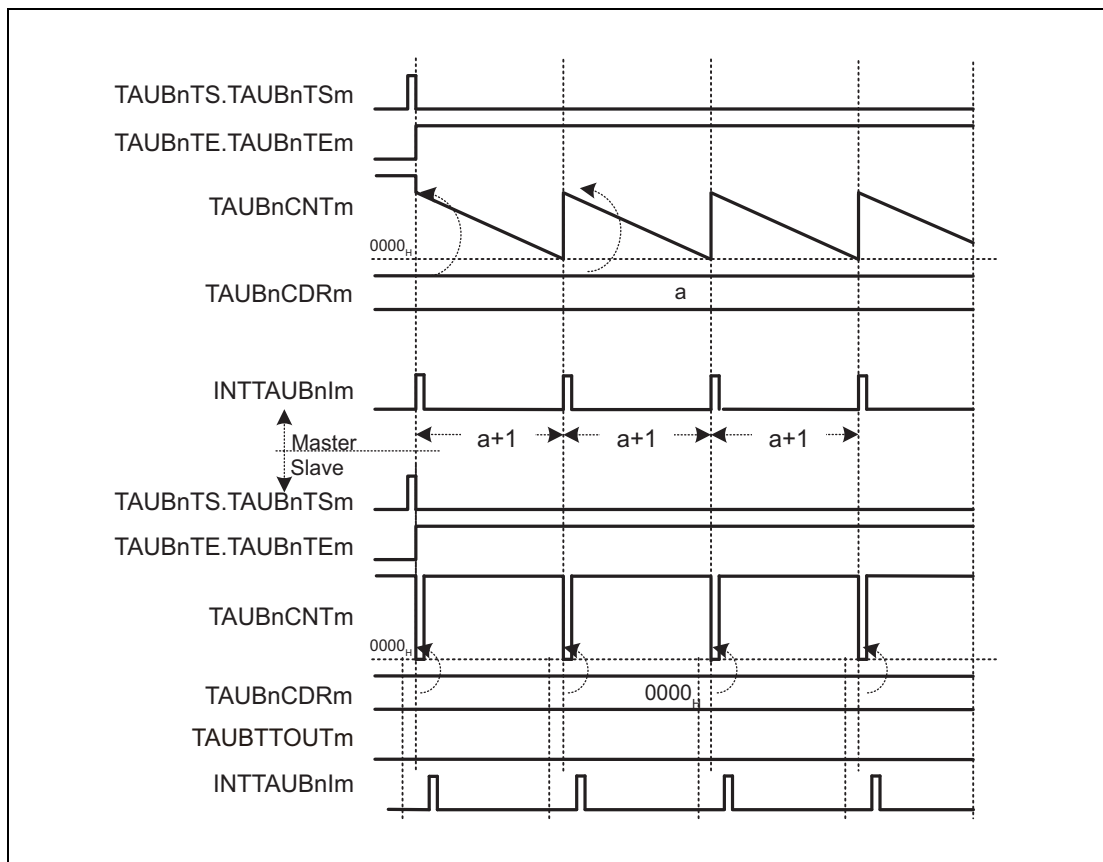 TAUBnTS.TAUBnTSm
TAUBnTE.TAUBnTEm
TAUBnCNTm
0000H
TAUBnCDRm
a
INTTAUBnIm
a+1 a+1 a+1
Master
Slave
TAUBnTS.TAUBnTSm
TAUBnTE.TAUBnTEm
TAUBnCNTm
0000H
TAUBnCDRm
0000H
TAUBTTOUTm
INTTAUBnIm